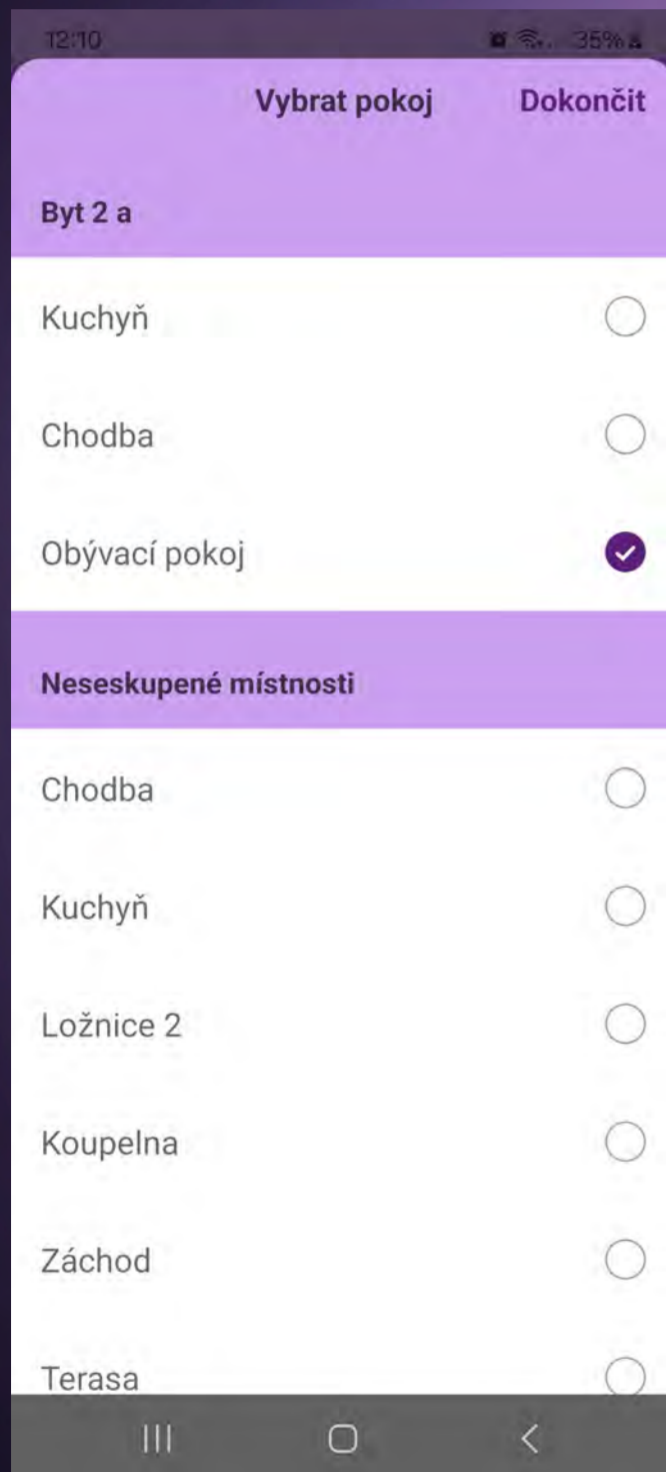 12:10 35%
Vybrat pokoj Dokončit
Byt 2 a
Kuchyň
Chodba
Obývací pokoj
Neseskupené místnosti
Chodba
Kuchyň
Ložnice 2
Koupelna
Záchod
Terasa